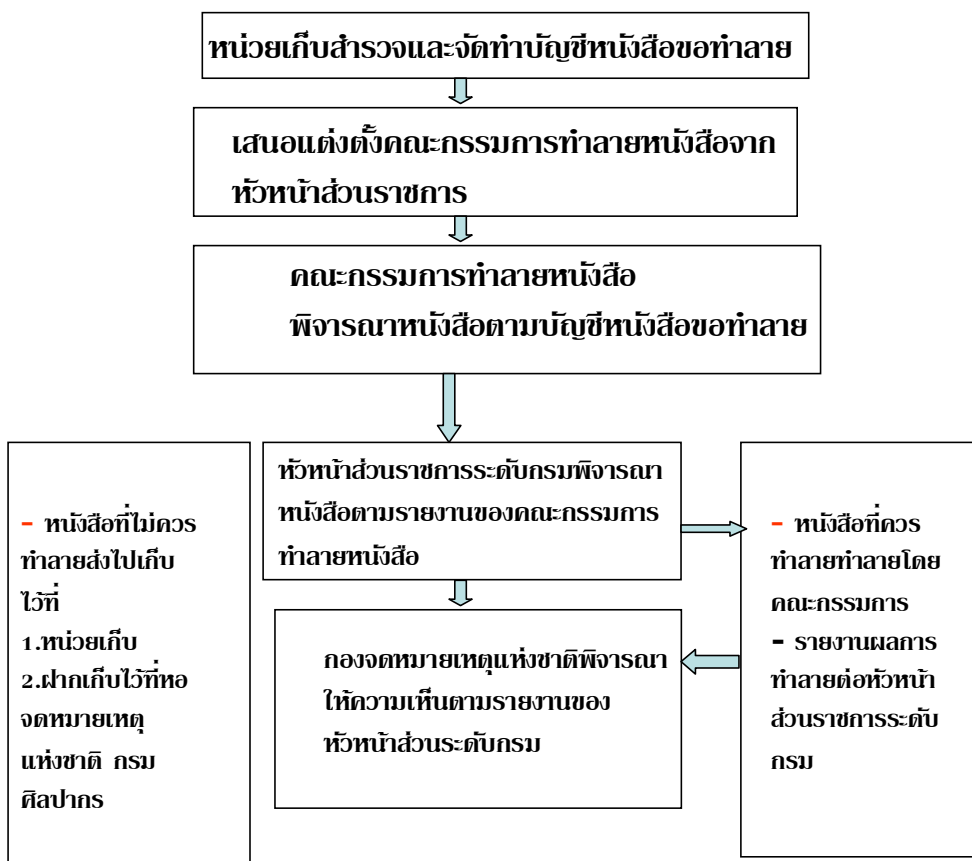 หน่วยเก็บสำรวจและจัดทำบัญชีหนังสือขอทำลาย
เสนอแต่งตั้งคณะกรรมการทำลายหนังสือจาก
หัวหน้าส่วนราชการ
คณะกรรมการทำลายหนังสือ
พิจารณาหนังสือตามบัญชีหนังสือขอทำลาย
- หนังสือที่ไม่ควร
ทำลายส่งไปเก็บ
ไว้ที่
1.หน่วยเก็บ
2.ฝากเก็บไว้ที่หอ
จดหมายเหตุ
แห่งชาติ กรม
ศิลปากร
หัวหน้าส่วนราชการระดับกรมพิจารณา
หนังสือตามรายงานของคณะกรรมการ
ทำลายหนังสือ
กองจดหมายเหตุแห่งชาติพิจารณา
ให้ความเห็นตามรายงานของ
หัวหน้าส่วนระดับกรม
- หนังสือที่ควร
ทำลายทำลายโดย
คณะกรรมการ
- รายงานผลการ
ทำลายต่อหัวหน้า
ส่วนราชการระดับ
กรม